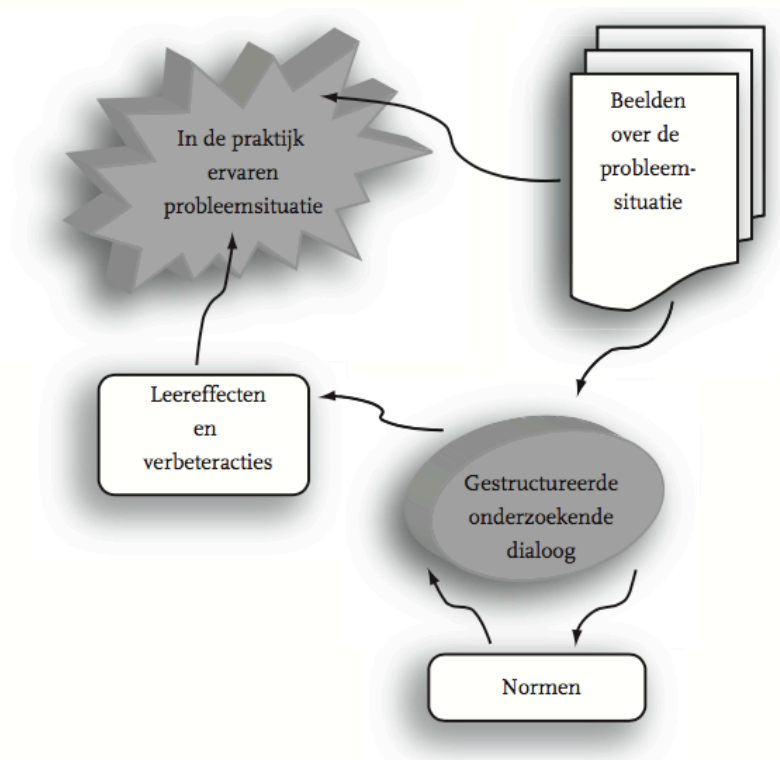 In de praktijk
ervaren
probleemsituatie
Beelden
over de
probleem-
situatie
Leereffecten
en
verbeteracties
Gestructureerde
onderzoekende
dialoog
Normen